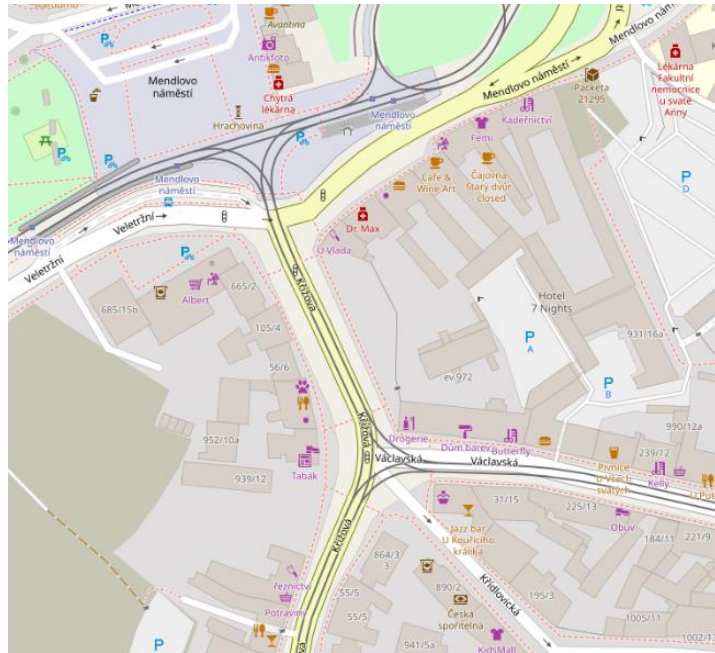 Avantina
Antikfoto
Mendlovo
náměstí
Chytrá
lékárna
Hrachovina
Mendlovo
náměstí
Mendlovo
náměstí
Mendlovo
náměstí
Mendlovo náměstí
Mendlovo náměstí
Lékárna
Fakultní
nemocnice
u svaté
Anny
Packeta
21295
Kadeřnictví
Femi
Cafe &
Wine Art
Čajovna
Starý dvůr
closed
Dr. Max
U Vlada
Veletržní
Veletržní
P
D
Albert
685/15b
665/2
105/4
56/6
Křížová
Hotel
7 Nights
P
A
P
B
931/16a
ev.972
990/12a
952/10a
939/12
Tabák
Křížová
Drogerie
Dům barev
Butterfly
Václavská
Václavská
Pivnice
U Všech
svatých
239/12
Kelly
Obuv
225/13
184/11
221/9
31/15
Jazz bar
U Kouřícího
králíka
Křížová
864/3
3
890/2
Česká
spořitelna
Křídlovická
195/3
1005/11
1002/13
řeznictví
Potraviny
55/5
55/5
941/5a
KidsMall
P